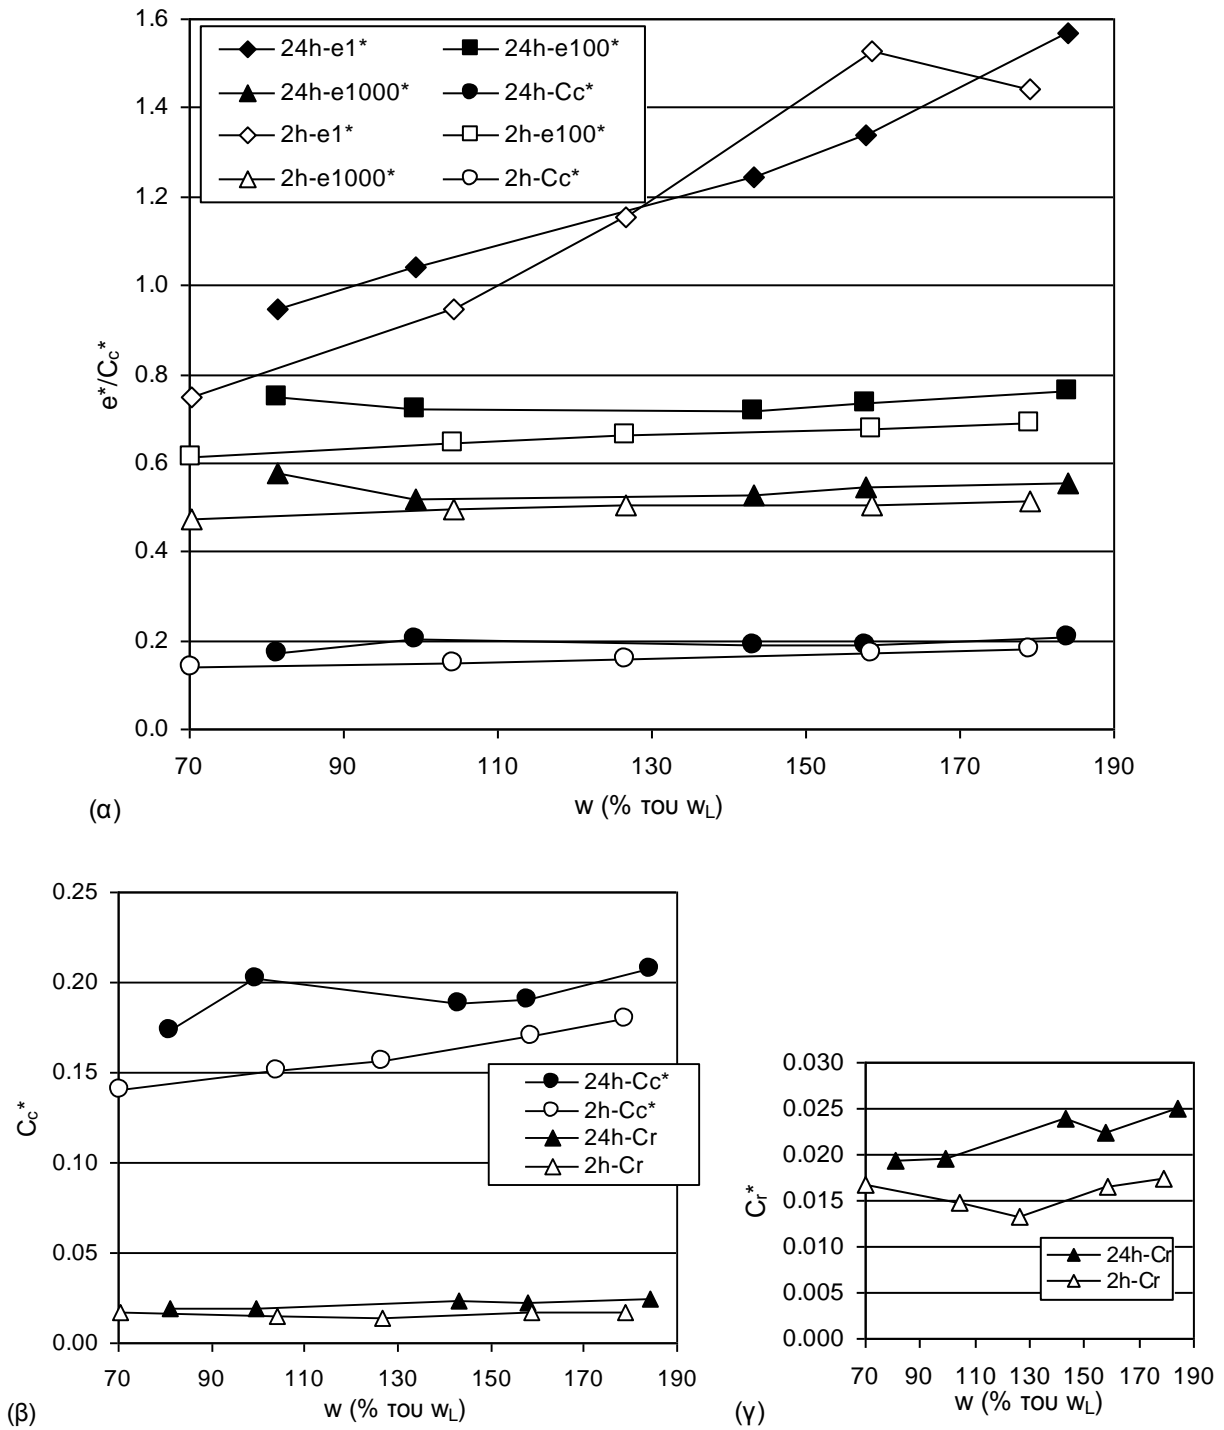 1.6
24h-e1* 24h-e100*
24h-e1000* 24h-Cc*
2h-e1* 2h-e100*
2h-e1000* 2h-Cc*
1.4
1.2
1.0
0.8
0.6
0.4
0.2
0.0
e*/Cc*
70 90 110 130 150 170 190
w (% του wL)
(α)
0.25
0.20
0.15
0.10
0.05
0.00
Cc*
24h-Cc*
2h-Cc*
24h-Cr
2h-Cr
70 90 110 130 150 170 190
w (% του wL)
(β)
0.030
0.025
0.020
0.015
0.010
0.005
0.000
Cr*
24h-Cr
2h-Cr
70 90 110 130 150 170 190
w (% του wL)
(γ)